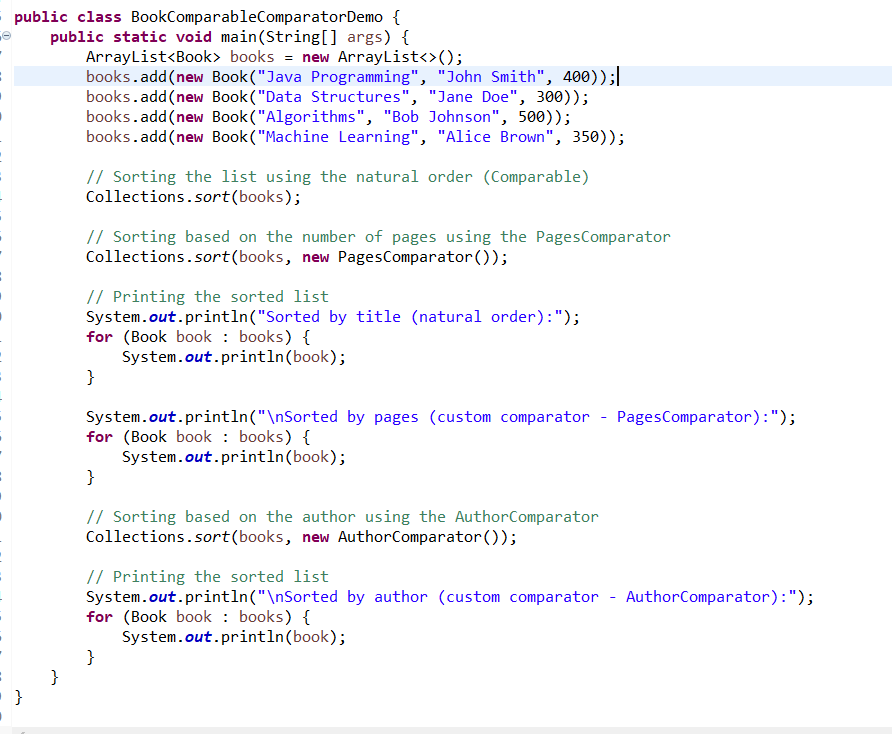 public class BookComparableComparatorDemo {
    public static void main(String[] args) {
        ArrayList<Book> books = new ArrayList<>();
        books.add(new Book("Java Programming", "John Smith", 400));
        books.add(new Book("Data Structures", "Jane Doe", 300));
        books.add(new Book("Algorithms", "Bob Johnson", 500));
        books.add(new Book("Machine Learning", "Alice Brown", 350));

        // Sorting the list using the natural order (Comparable)
        Collections.sort(books);

        // Sorting based on the number of pages using the PagesComparator
        Collections.sort(books, new PagesComparator());

        // Printing the sorted list
        System.out.println("Sorted by title (natural order):");
        for (Book book : books) {
            System.out.println(book);
        }

        System.out.println("\nSorted by pages (custom comparator - PagesComparator):");
        for (Book book : books) {
            System.out.println(book);
        }

        // Sorting based on the author using the AuthorComparator
        Collections.sort(books, new AuthorComparator());

        // Printing the sorted list
        System.out.println("\nSorted by author (custom comparator - AuthorComparator):");
        for (Book book : books) {
            System.out.println(book);
        }
    }
}